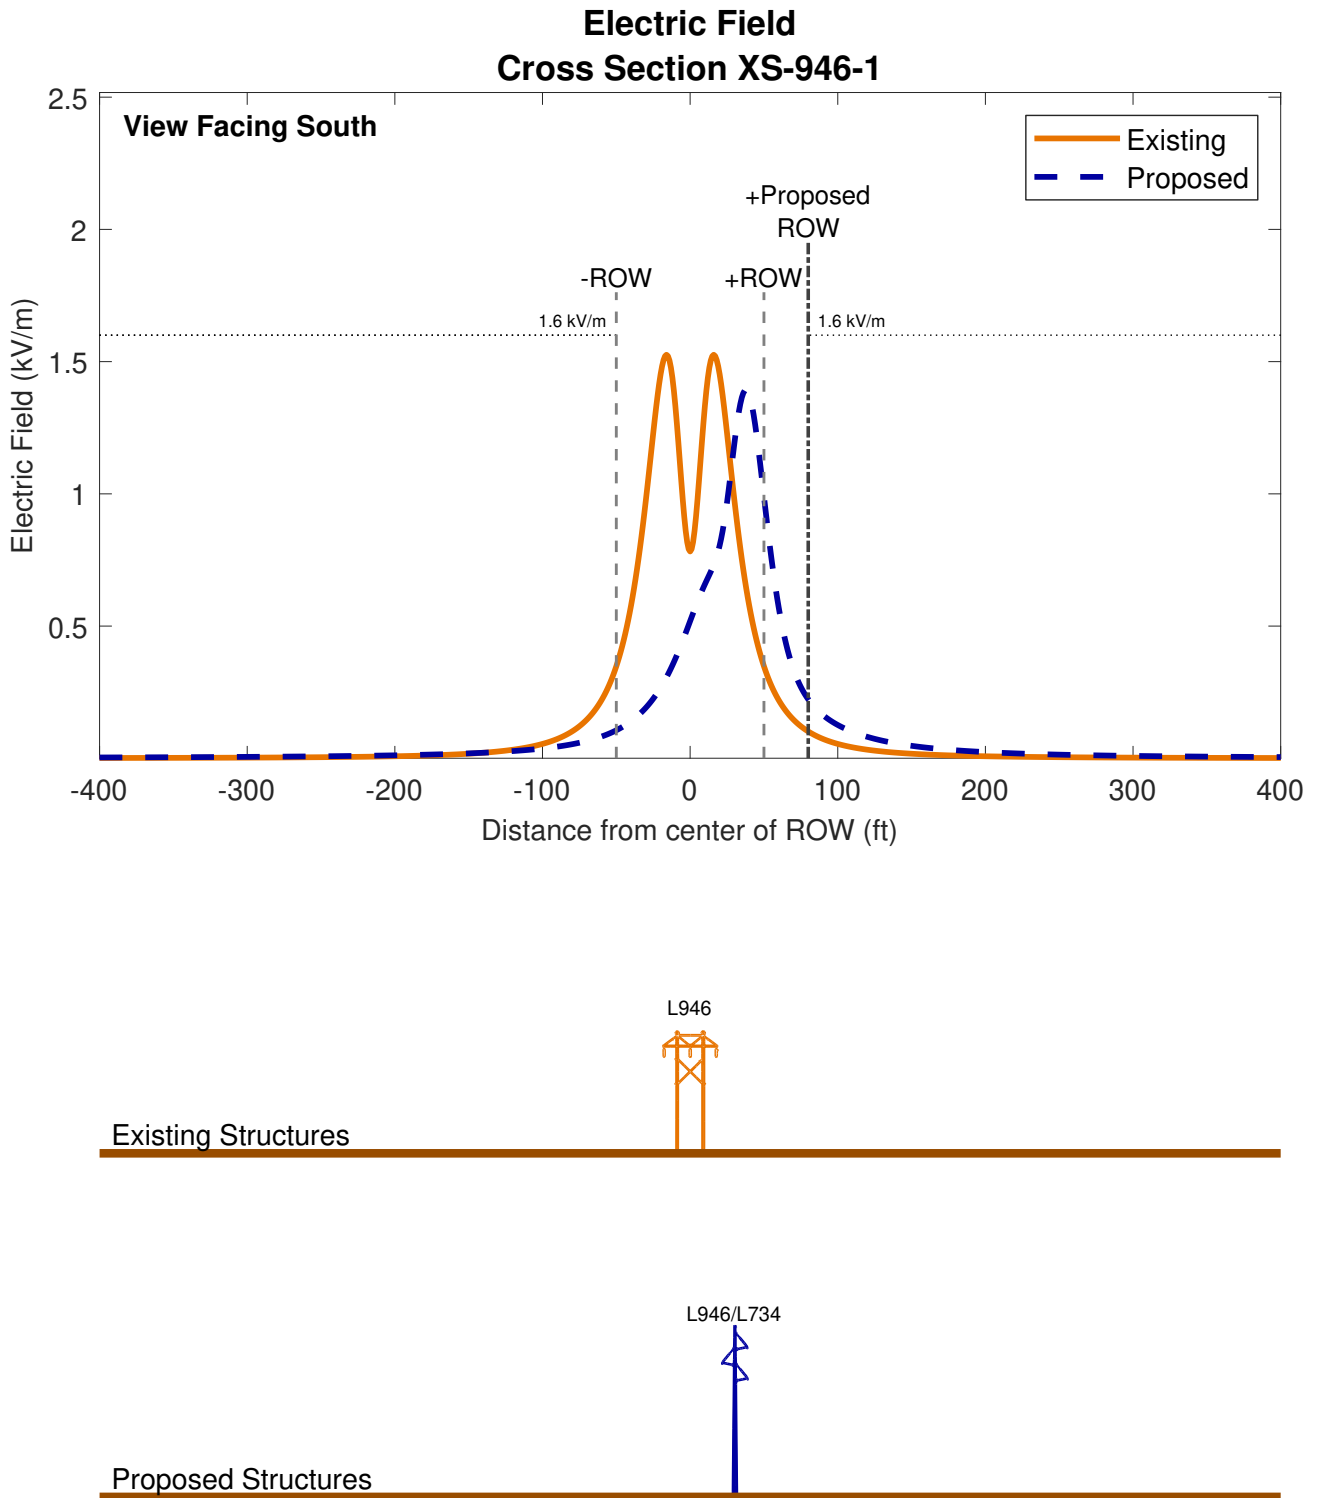 Electric Field
Cross Section XS-946-1
View Facing South
Existing
Proposed
+Proposed
ROW
-ROW
+ROW
1.6 kV/m
1.6 kV/m
2.5
2
1.5
1
0.5
Electric Field (kV/m)
-400
-300
-200
-100
0
100
200
300
400
Distance from center of ROW (ft)
L946
Existing Structures
L946/L734
Proposed Structures